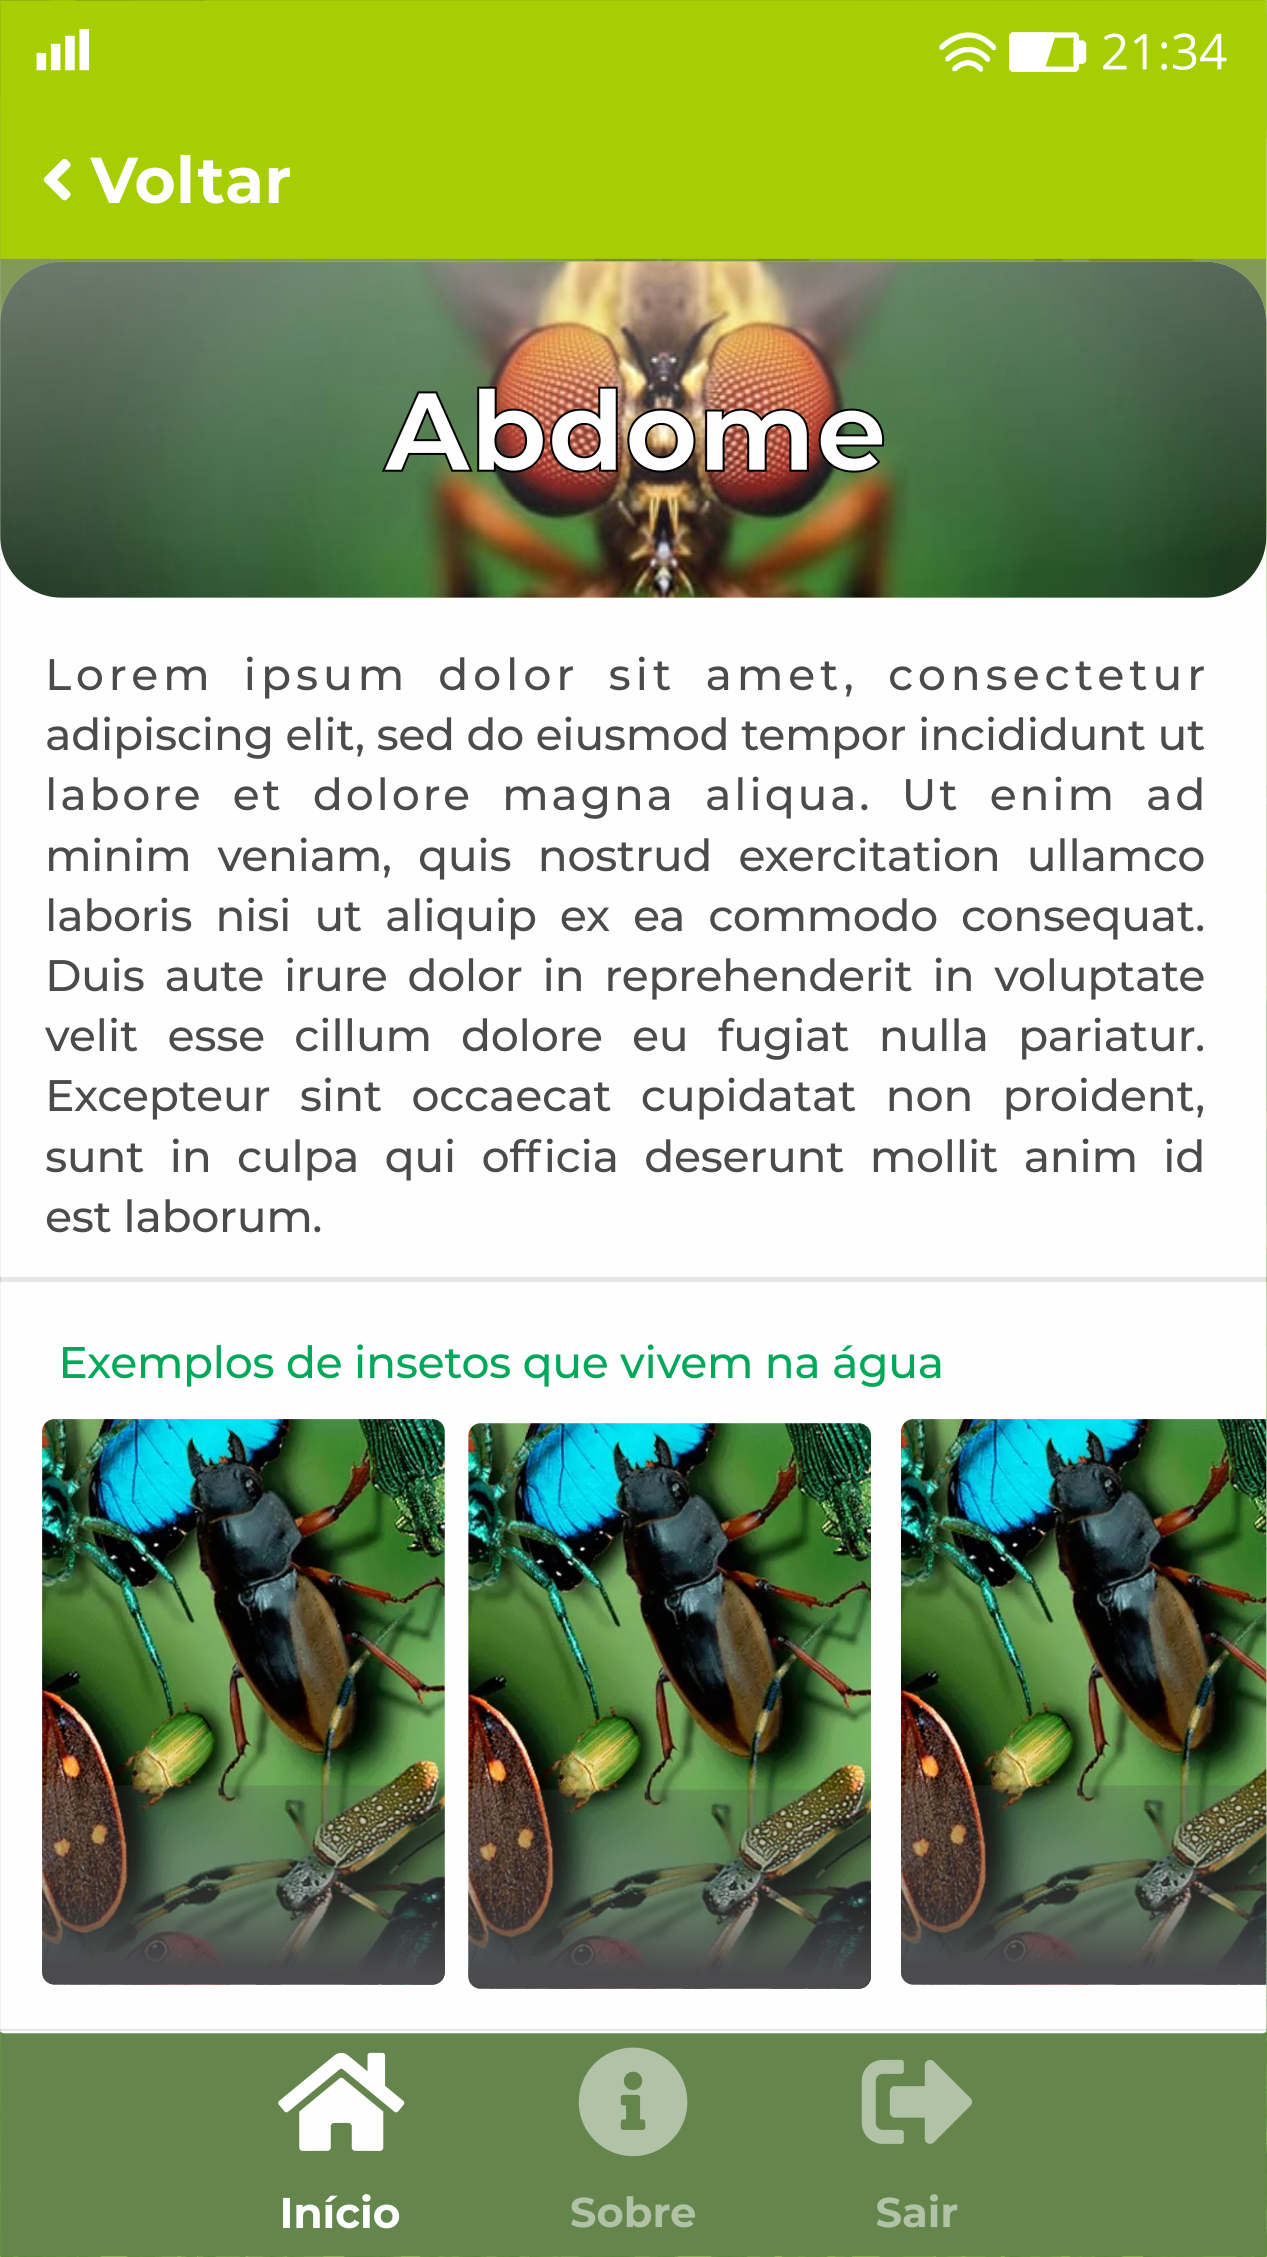 21:34
Voltar
Abdome
Lorem ipsum dolor sit amet, consectetur
adipiscing elit, sed do eiusmod tempor incididunt ut
labore et dolore magna aliqua. Ut enim ad
minim veniam, quis nostrud exercitation ullamco
laboris nisi ut aliquip ex ea commodo consequat.
Duis aute irure dolor in reprehenderit in voluptate
velit esse cillum dolore eu fugiat nulla pariatur.
Excepteur sint occaecat cupidatat non proident,
sunt in culpa qui officia deserunt mollit anim id
est laborum.
Exemplos de insetos que vivem na água
Início
Sobre
Sair